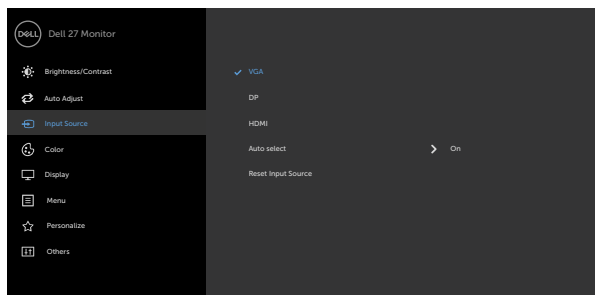 DELL Dell 27 Monitor
Brightness/Contrast
Auto Adjust
Input Source
Color
Display
Menu
Personalize
Others
VGA
DP
HDMI
Auto select On
Reset Input Source